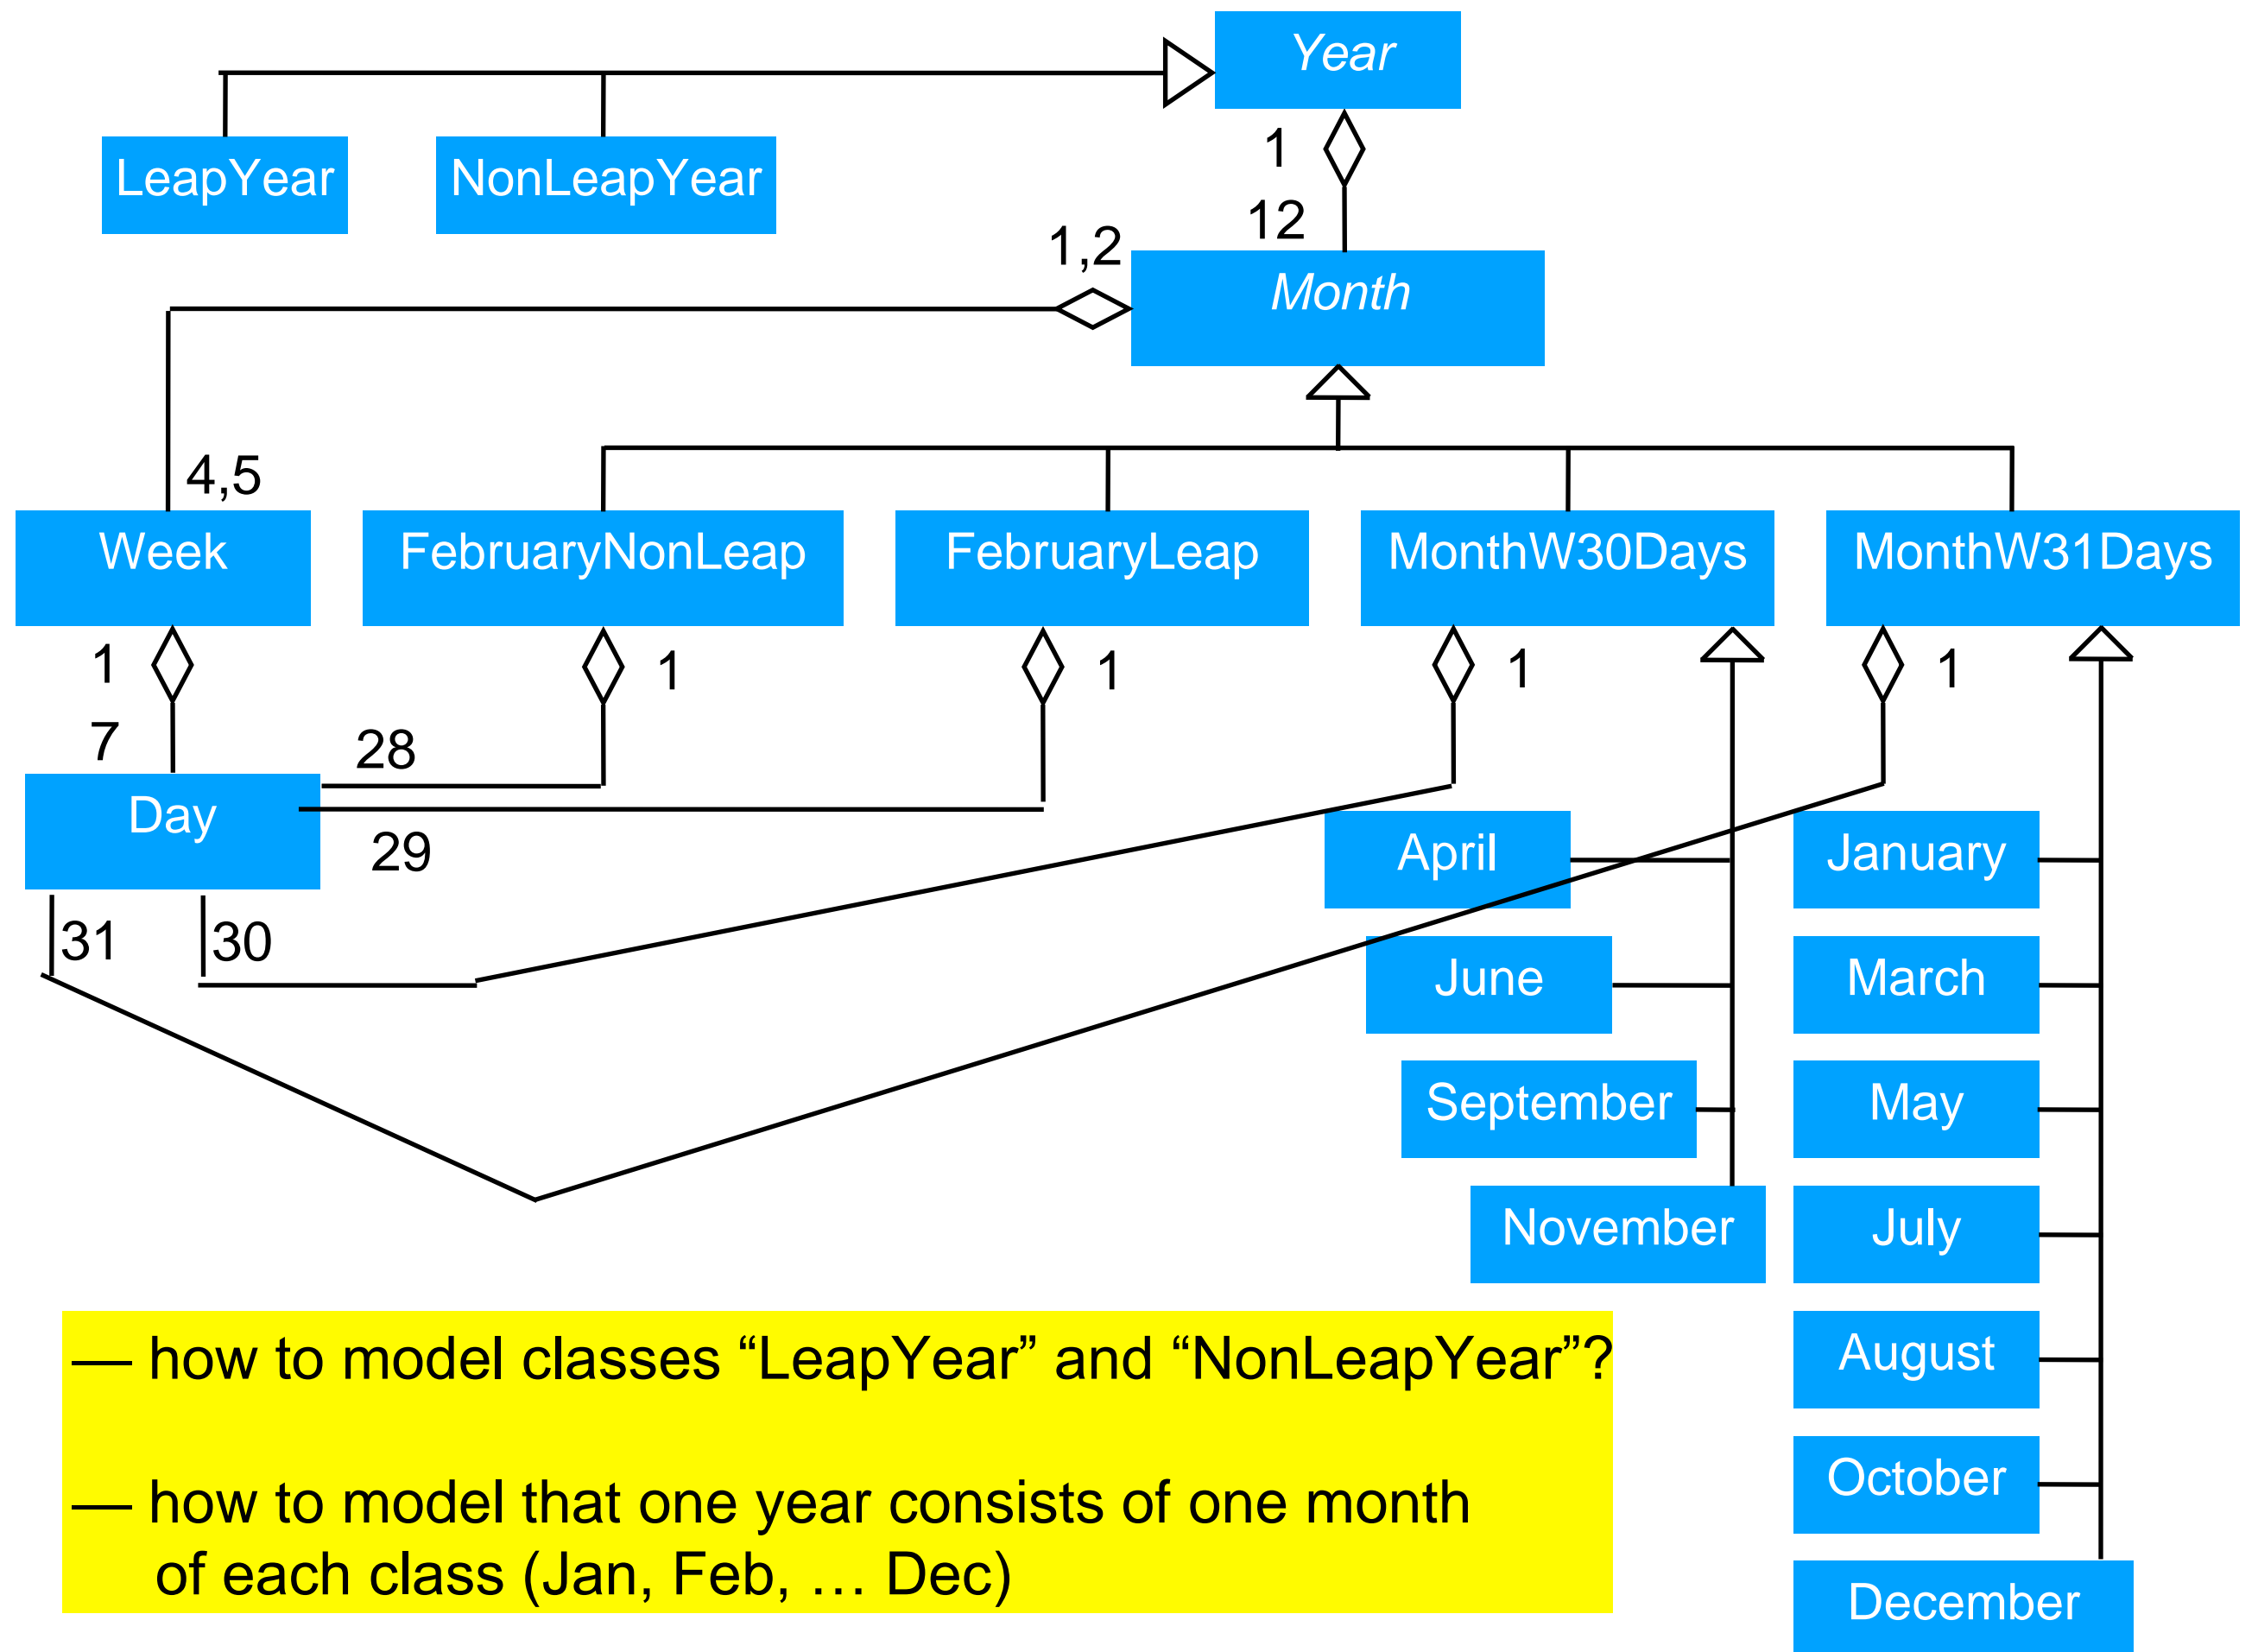 Year
1
LeapYear
NonLeapYear
12
1,2
Month
4,5
Week
FebruaryNonLeap
FebruaryLeap
MonthW30Days
MonthW31Days
1
1
1
1
1
7
28
Day
29
April
January
31
30
June
March
September
May
November
July
— how to model classes “LeapYear” and “NonLeapYear”?
August
October
— how to model that one year consists of one month
of each class (Jan, Feb, … Dec)
December